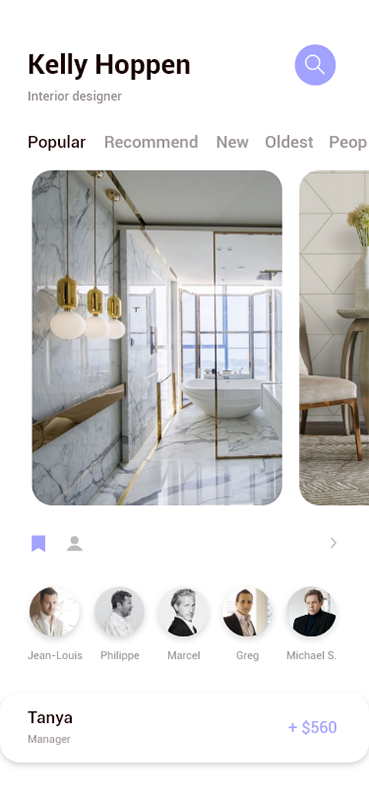 Kelly Hoppen
Interior designer
Popular Recommend New Oldest Peop
Jean-Louis Philippe Marcel Greg Michael S.
Tanya
Manager
+ $560